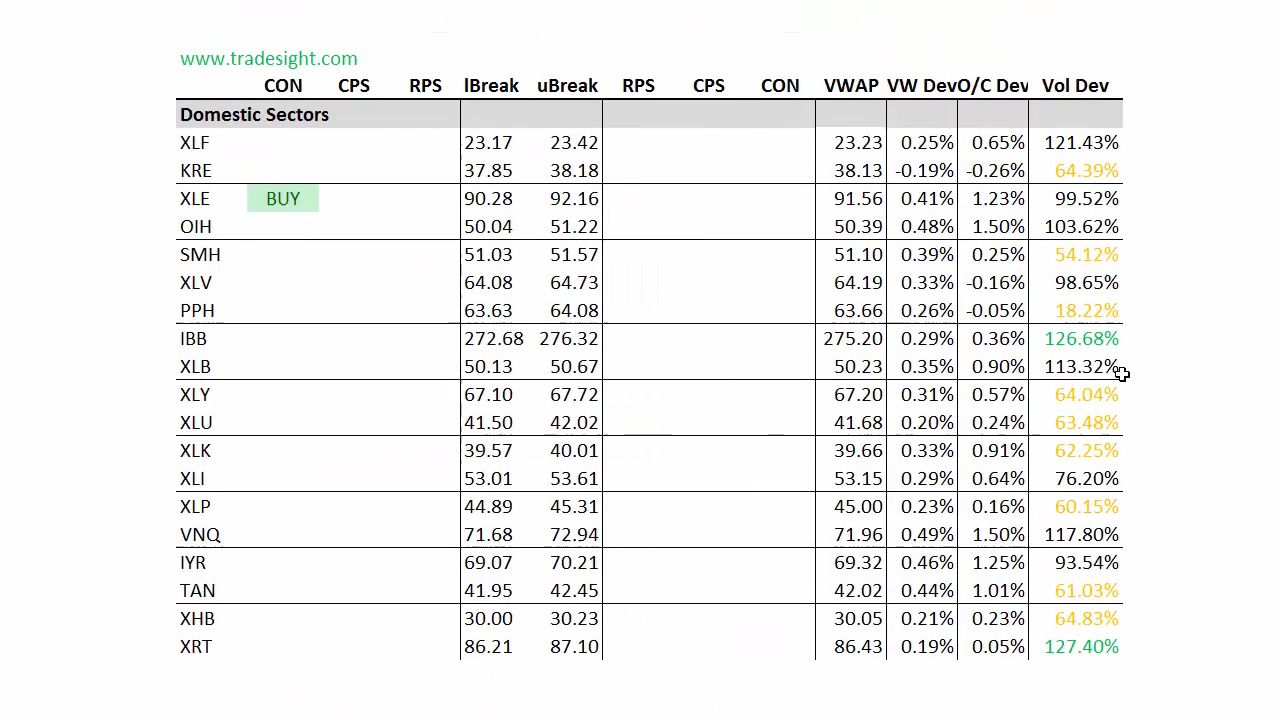 www.tradesight.com
CON CPS RPS lBreak uBreak RPS CPS CON VWAP VW Dev O/C Dev Vol Dev
Domestic Sectors
XLF 23.17 23.42 23.23 0.25% 0.65% 121.43%
KRE 37.85 38.18 38.13 -0.19% -0.26% 64.39%
XLE BUY 90.28 92.16 91.56 0.41% 1.23% 99.52%
OIH 50.04 51.22 50.39 0.48% 1.50% 103.62%
SMH 51.03 51.57 51.10 0.39% 0.25% 54.12%
XLV 64.08 64.73 64.19 0.33% -0.16% 98.65%
PPH 63.63 64.08 63.66 0.26% -0.05% 18.22%
IBB 272.68 276.32 275.20 0.29% 0.36% 126.68%
XLB 50.13 50.67 50.23 0.35% 0.90% 113.32%
XLY 67.10 67.72 67.20 0.31% 0.57% 64.04%
XLU 41.50 42.02 41.68 0.20% 0.24% 63.48%
XLK 39.57 40.01 39.66 0.33% 0.91% 62.25%
XLI 53.01 53.61 53.15 0.29% 0.64% 76.20%
XLP 44.89 45.31 45.00 0.23% 0.16% 60.15%
VNQ 71.68 72.94 71.96 0.49% 1.50% 117.80%
IYR 69.07 70.21 69.32 0.46% 1.25% 93.54%
TAN 41.95 42.45 42.02 0.44% 1.01% 61.03%
XHB 30.00 30.23 30.05 0.21% 0.23% 64.83%
XRT 86.21 87.10 86.43 0.19% 0.05% 127.40%